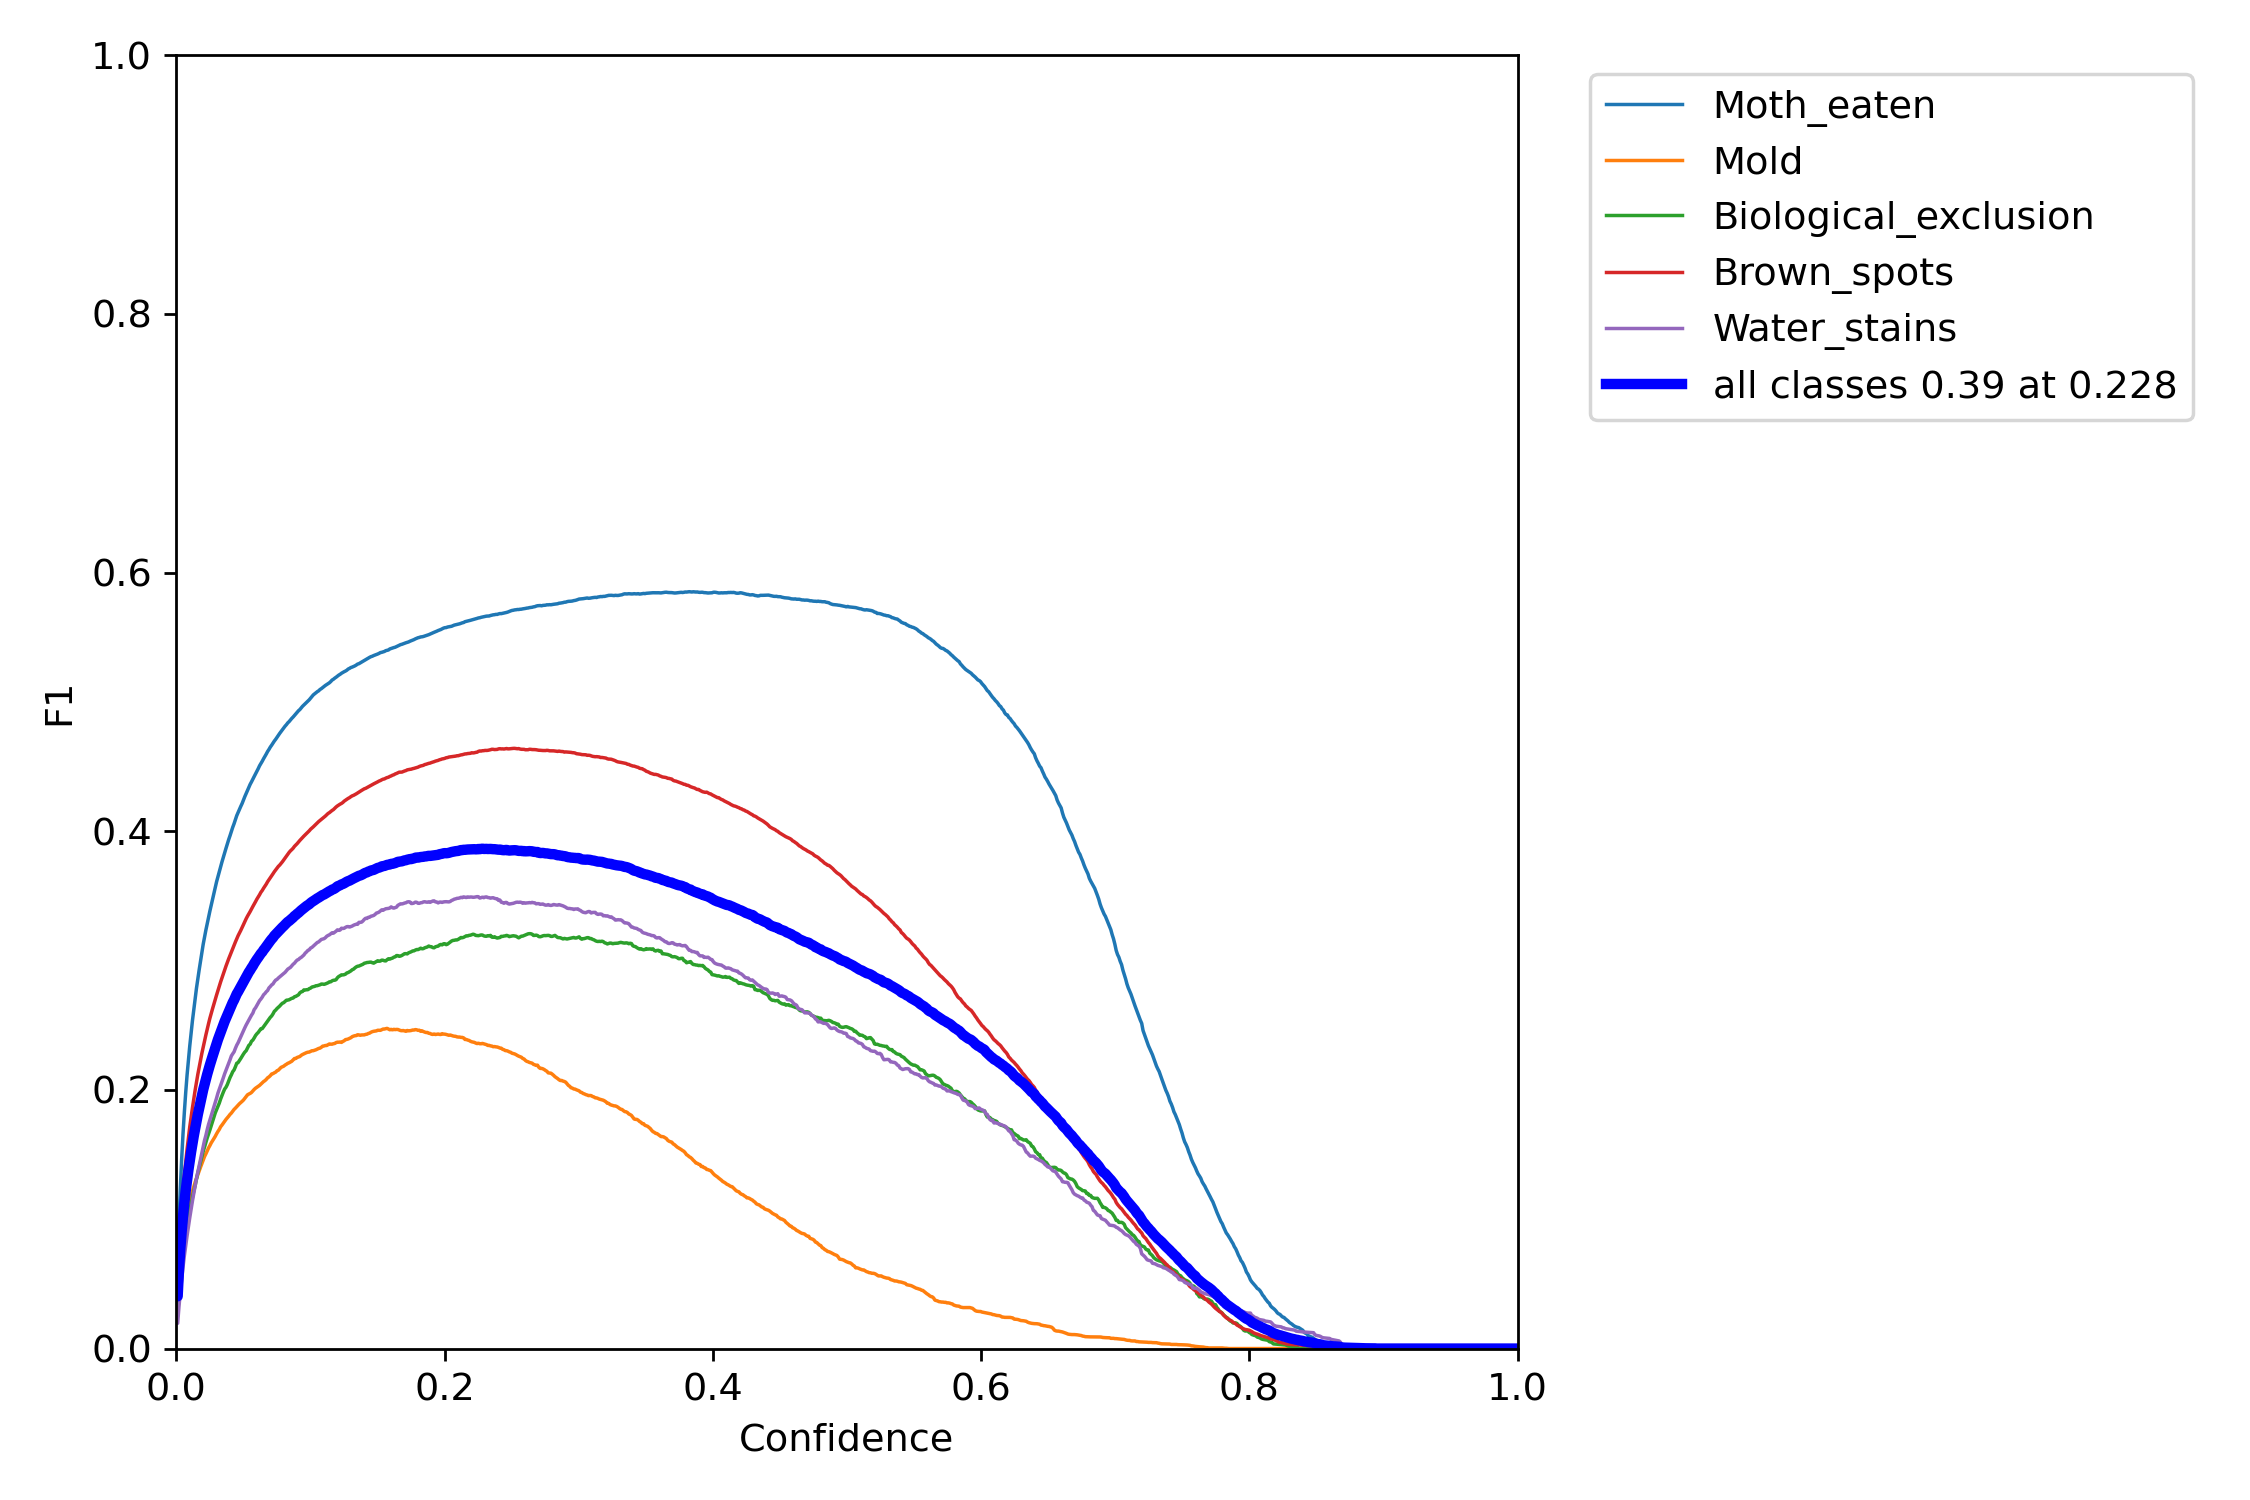 1.0
0.8
0.6
0.4
0.2
0.0
F1
0.0 0.2 0.4 0.6 0.8 1.0
Confidence
Moth_eaten
Mold
Biological_exclusion
Brown_spots
Water_stains
all classes 0.39 at 0.228